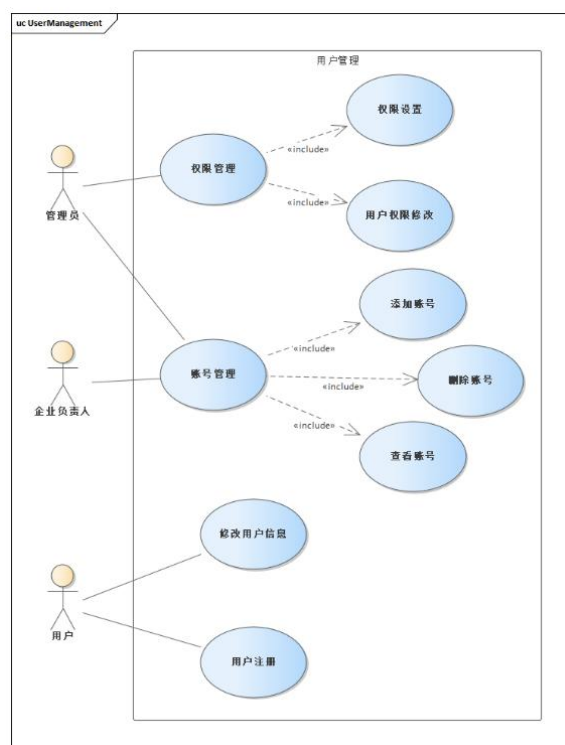 uc UserManagement
用户管理
权限设置
«include»
权限管理
«include»
管理员
用户权限修改
添加账号
«include»
账号管理
删除账号
«include»
企业负责人
«include»
查看账号
修改用户信息
用户
用户注册